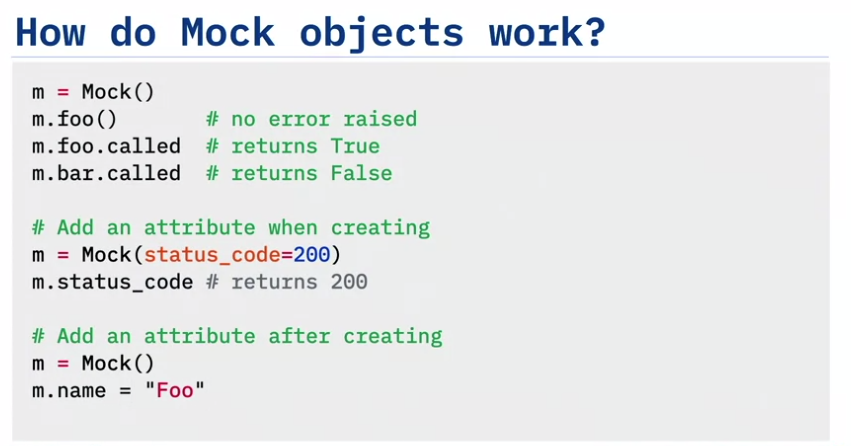 How do Mock objects work?
m = Mock()
m.foo()       # no error raised
m.foo.called  # returns True
m.bar.called  # returns False
# Add an attribute when creating
m = Mock(status_code=200)
m.status_code # returns 200
# Add an attribute after creating
m = Mock()
m.name = "Foo"